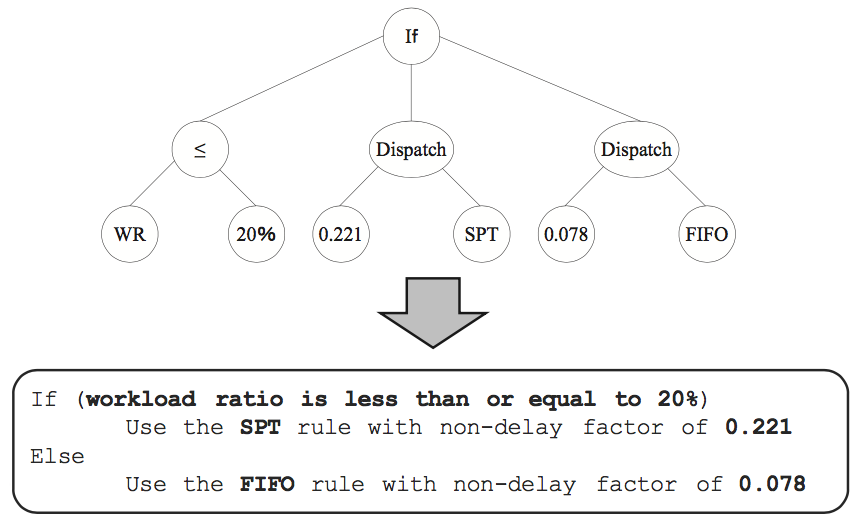 If
≤ Dispatch Dispatch
WR 20% 0.221 SPT 0.078 FIFO
If (workload ratio is less than or equal to 20%)
Use the SPT rule with non-delay factor of 0.221
Else
Use the FIFO rule with non-delay factor of 0.078